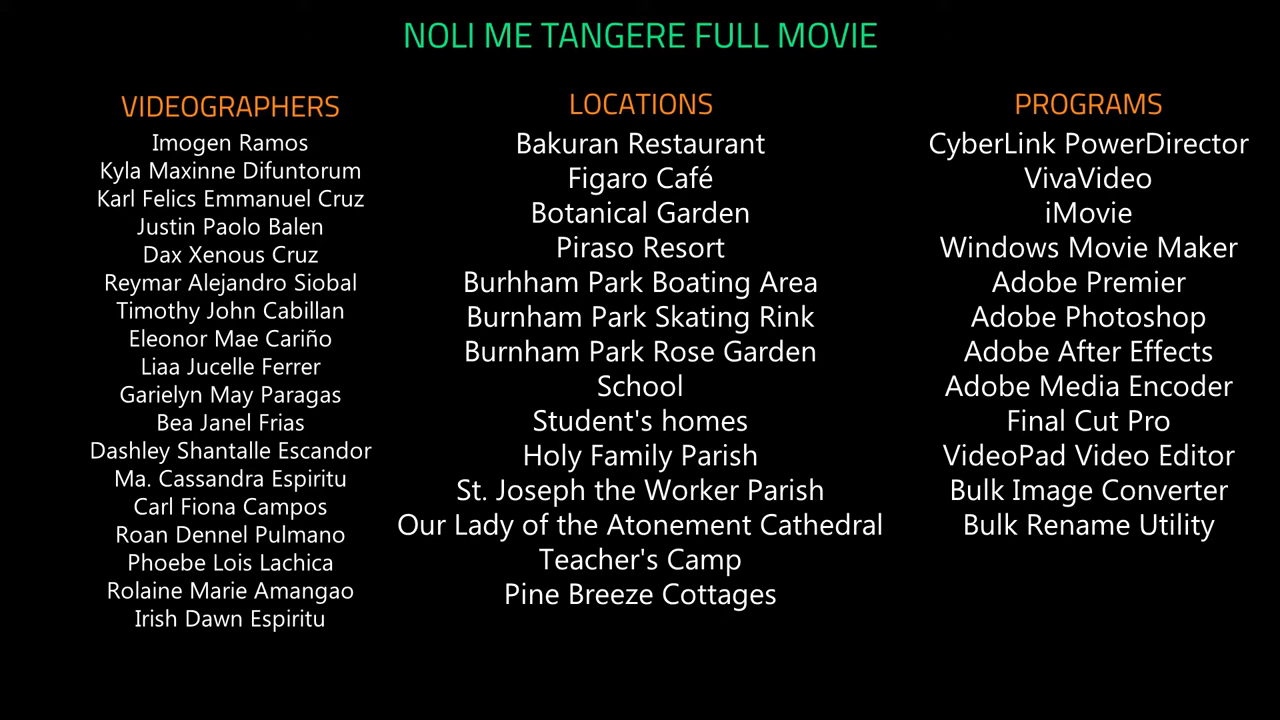 NOLI ME TANGERE FULL MOVIE
VIDEOGRAPHERS
Imogen Ramos
Kyla Maxinne Difuntorum
Karl Felics Emmanuel Cruz
Justin Paolo Balen
Dax Xenous Cruz
Reymar Alejandro Siobal
Timothy John Cabillan
Eleonor Mae Cariño
Liaa Jucelle Ferrer
Garielyn May Paragas
Bea Janel Frias
Dashley Shantalle Escandor
Ma. Cassandra Espiritu
Carl Fiona Campos
Roan Dennel Pulmano
Phoebe Lois Lachica
Rolaine Marie Amangao
Irish Dawn Espiritu
LOCATIONS
Bakuran Restaurant
Figaro Café
Botanical Garden
Piraso Resort
Burhham Park Boating Area
Burnham Park Skating Rink
Burnham Park Rose Garden
School
Student's homes
Holy Family Parish
St. Joseph the Worker Parish
Our Lady of the Atonement Cathedral
Teacher's Camp
Pine Breeze Cottages
PROGRAMS
CyberLink PowerDirector
VivaVideo
iMovie
Windows Movie Maker
Adobe Premier
Adobe Photoshop
Adobe After Effects
Adobe Media Encoder
Final Cut Pro
VideoPad Video Editor
Bulk Image Converter
Bulk Rename Utility